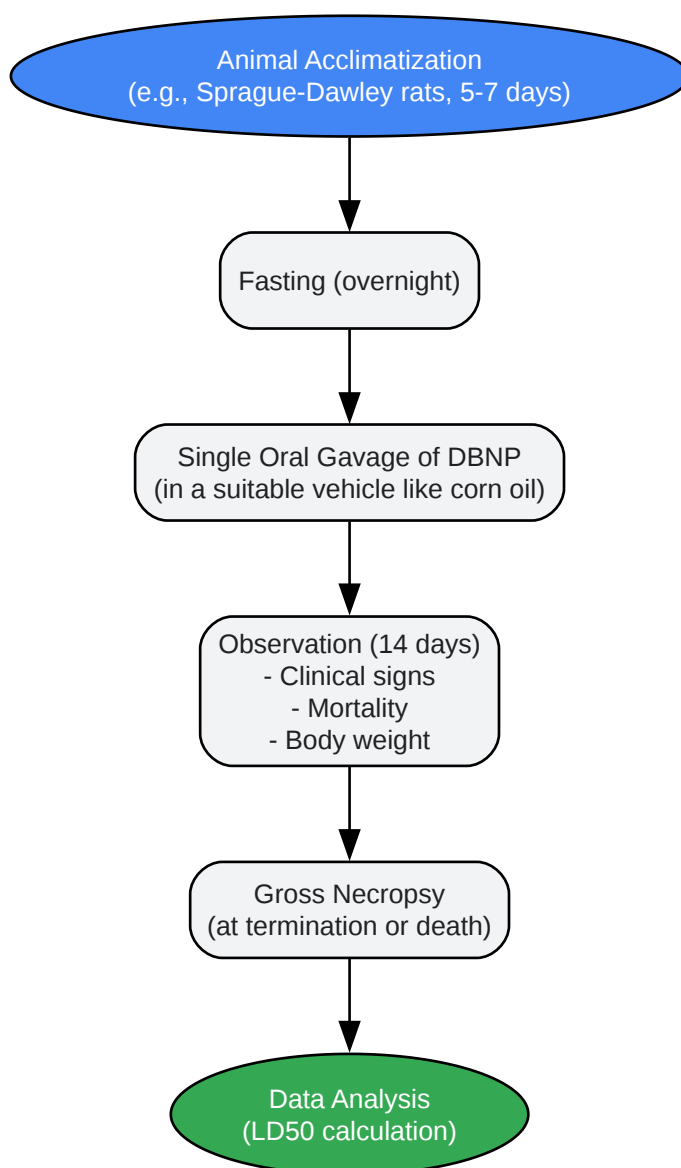 Animal Acclimatization
(e.g., Sprague-Dawley rats, 5-7 days)
Fasting (overnight)
Single Oral Gavage of DBNP
(in a suitable vehicle like corn oil)
Observation (14 days)
- Clinical signs
- Mortality
- Body weight
Gross Necropsy
(at termination or death)
Data Analysis
(LD50 calculation)